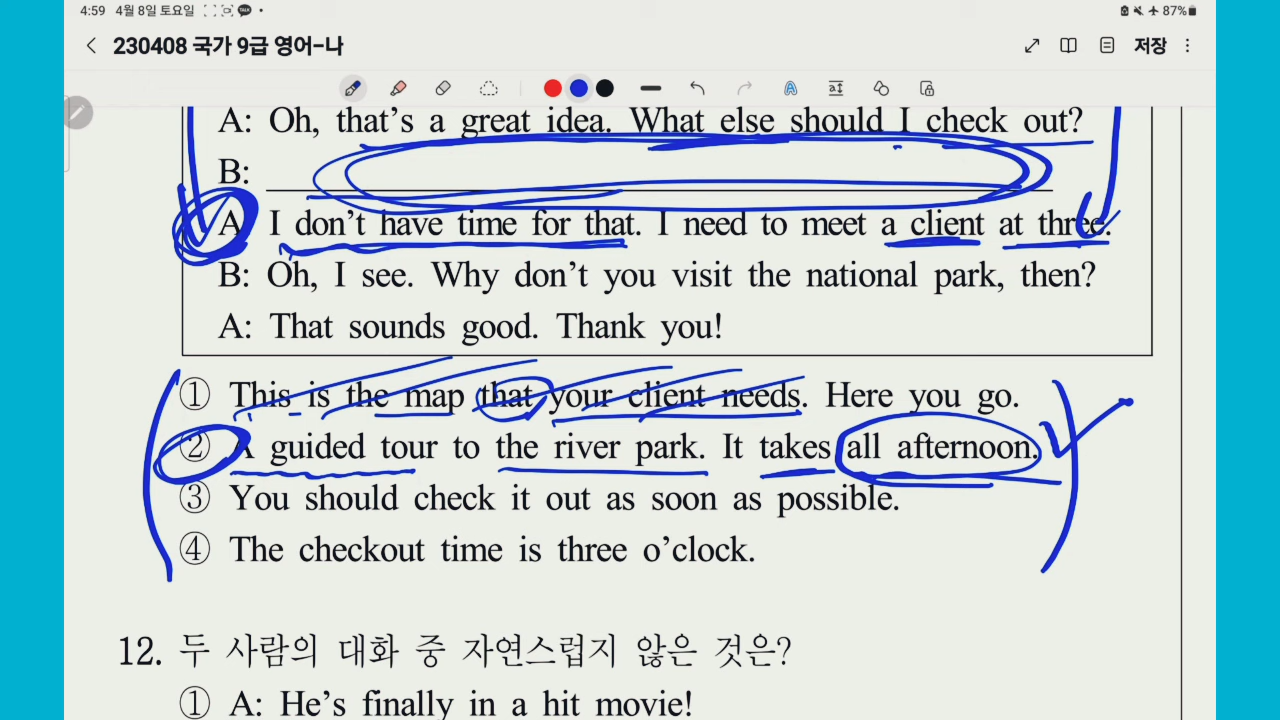 4:59 4월 8일 토요일 TALK • 87%
230408 국가 9급 영어-나 저장
A: Oh, that's a great idea. What else should I check out?
B:
A: I don't have time for that. I need to meet a client at three.
B: Oh, I see. Why don't you visit the national park, then?
A: That sounds good. Thank you!
① This is the map that your client needs. Here you go.
② A guided tour to the river park. It takes all afternoon.
③ You should check it out as soon as possible.
④ The checkout time is three o'clock.
12. 두 사람의 대화 중 자연스럽지 않은 것은?
① A: He's finally in a hit movie!